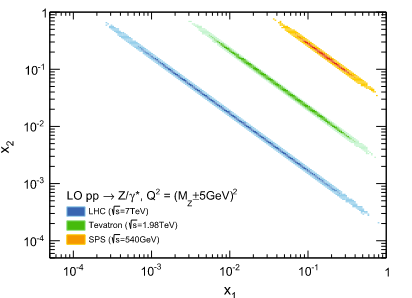 1
10⁻¹
10⁻²
10⁻³
10⁻⁴
x₂
LO pp → Z/γ*, Q² = (M_Z±5GeV)²
LHC (√s=7TeV)
Tevatron (√s=1.98TeV)
SPS (√s=540GeV)
10⁻⁴ 10⁻³ 10⁻² 10⁻¹ 1
x₁